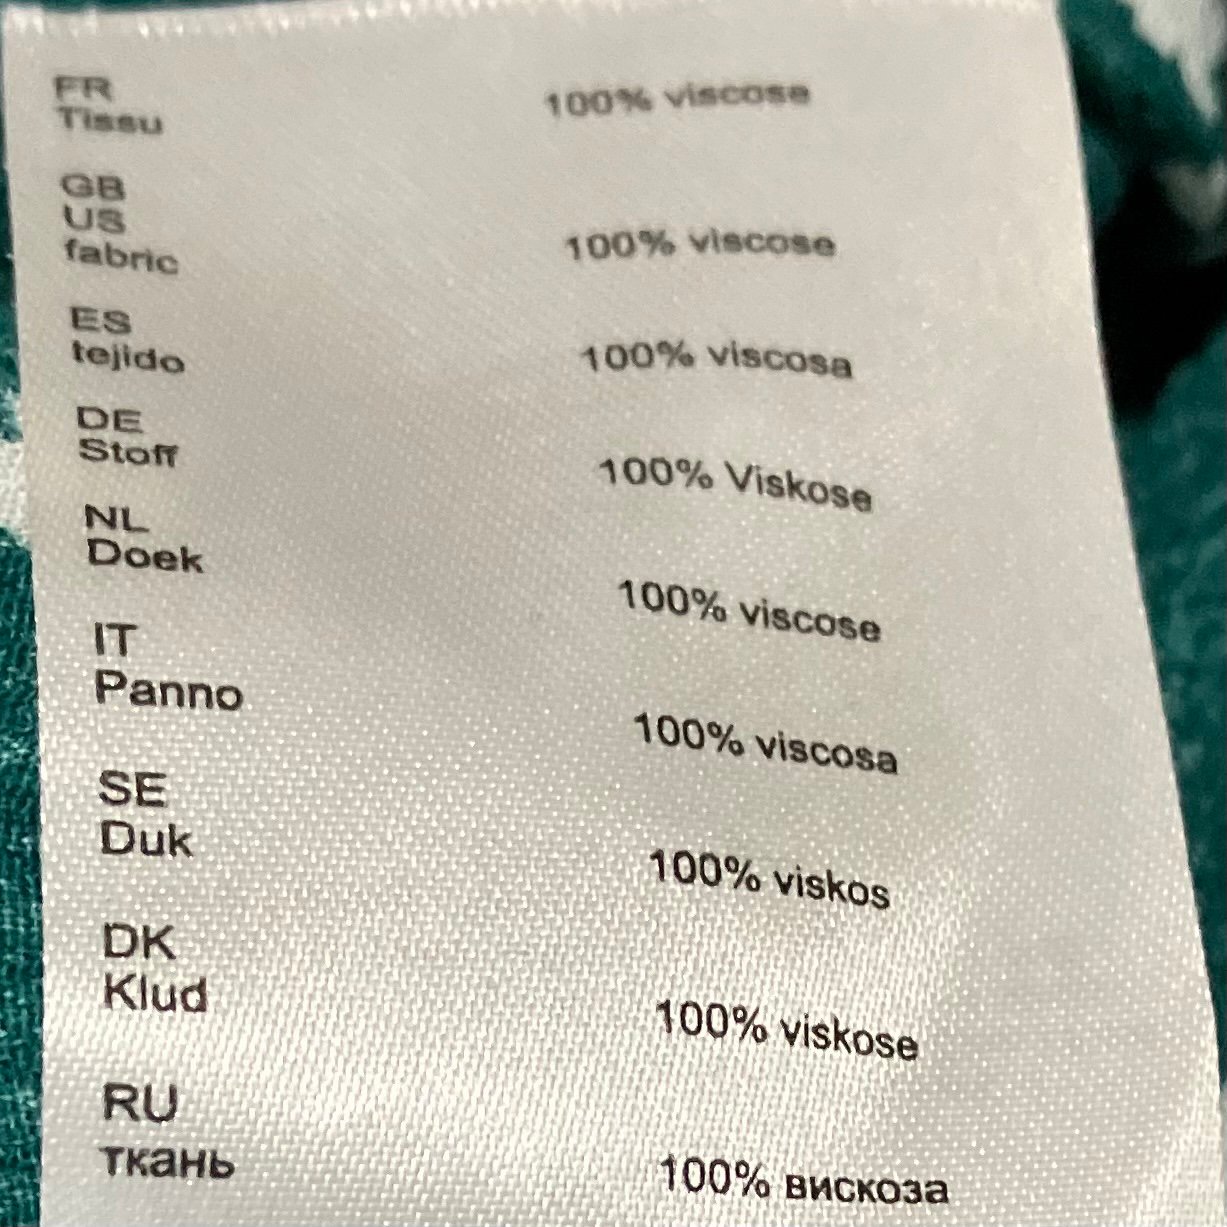 FR
Tissu 100% viscose
GB
US
fabric 100% viscose
ES
tejido 100% viscosa
DE
Stoff 100% Viskose
NL
Doek 100% viscose
IT
Panno 100% viscosa
SE
Duk 100% viskos
DK
Klud 100% viskose
RU
ткань 100% вискоза